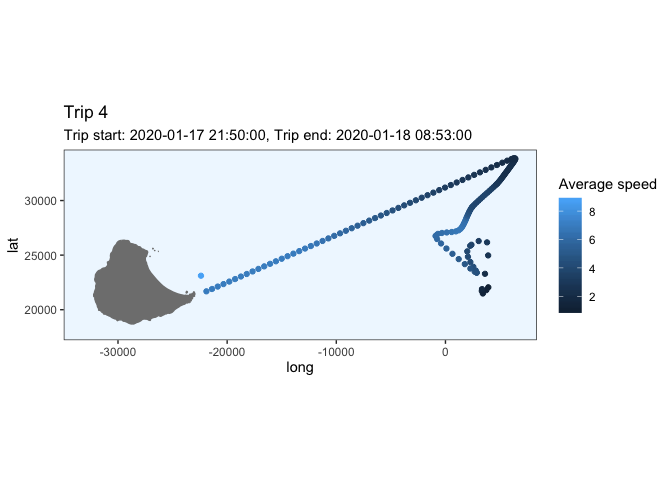 Trip 4
Trip start: 2020-01-17 21:50:00, Trip end: 2020-01-18 08:53:00
lat
30000
25000
20000
-30000
-20000
-10000
0
long
Average speed
8
6
4
2